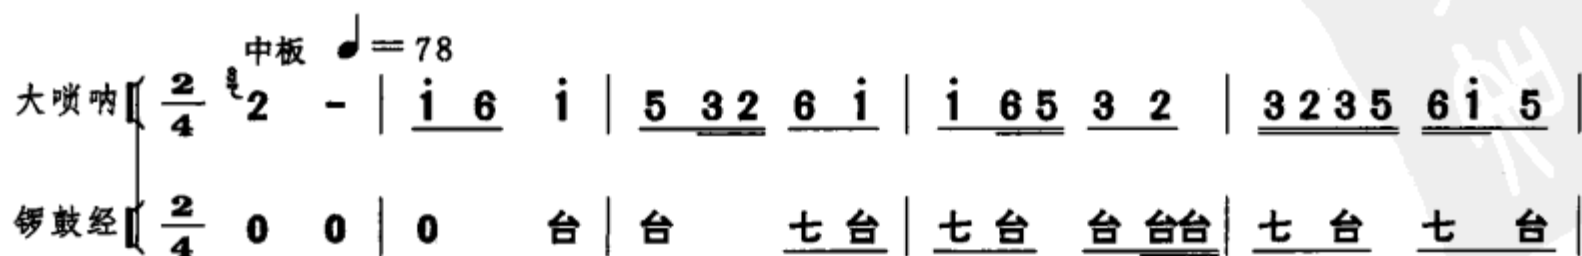 中板 ♩=78
大唢呐 2/4 2 - | i 6 i | 5 32 6 i | i 65 3 2 | 3235 6i 5 |
锣鼓经 2/4 0 0 | 0 台 | 台 七台 | 七台 台台台 | 七台 七台 |